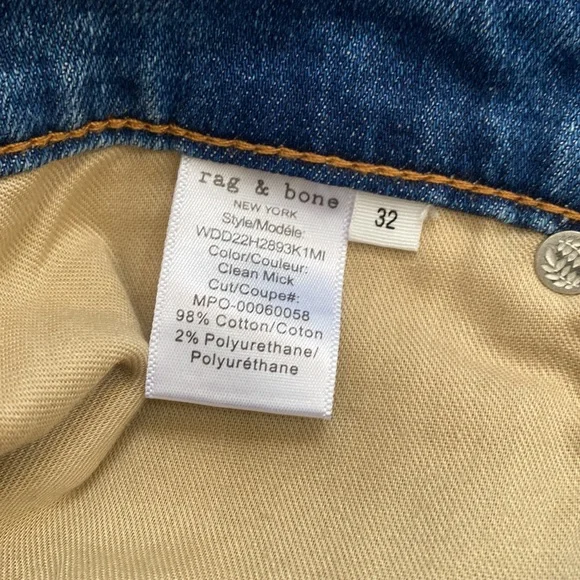 rag & bone
NEW YORK
Style/Modéle:
WDD22H2893K1MI
Color/Couleur:
Clean Mick
Cut/Coupe#:
MPO-00060058
98% Cotton/Coton
2% Polyurethane/
Polyuréthane
32